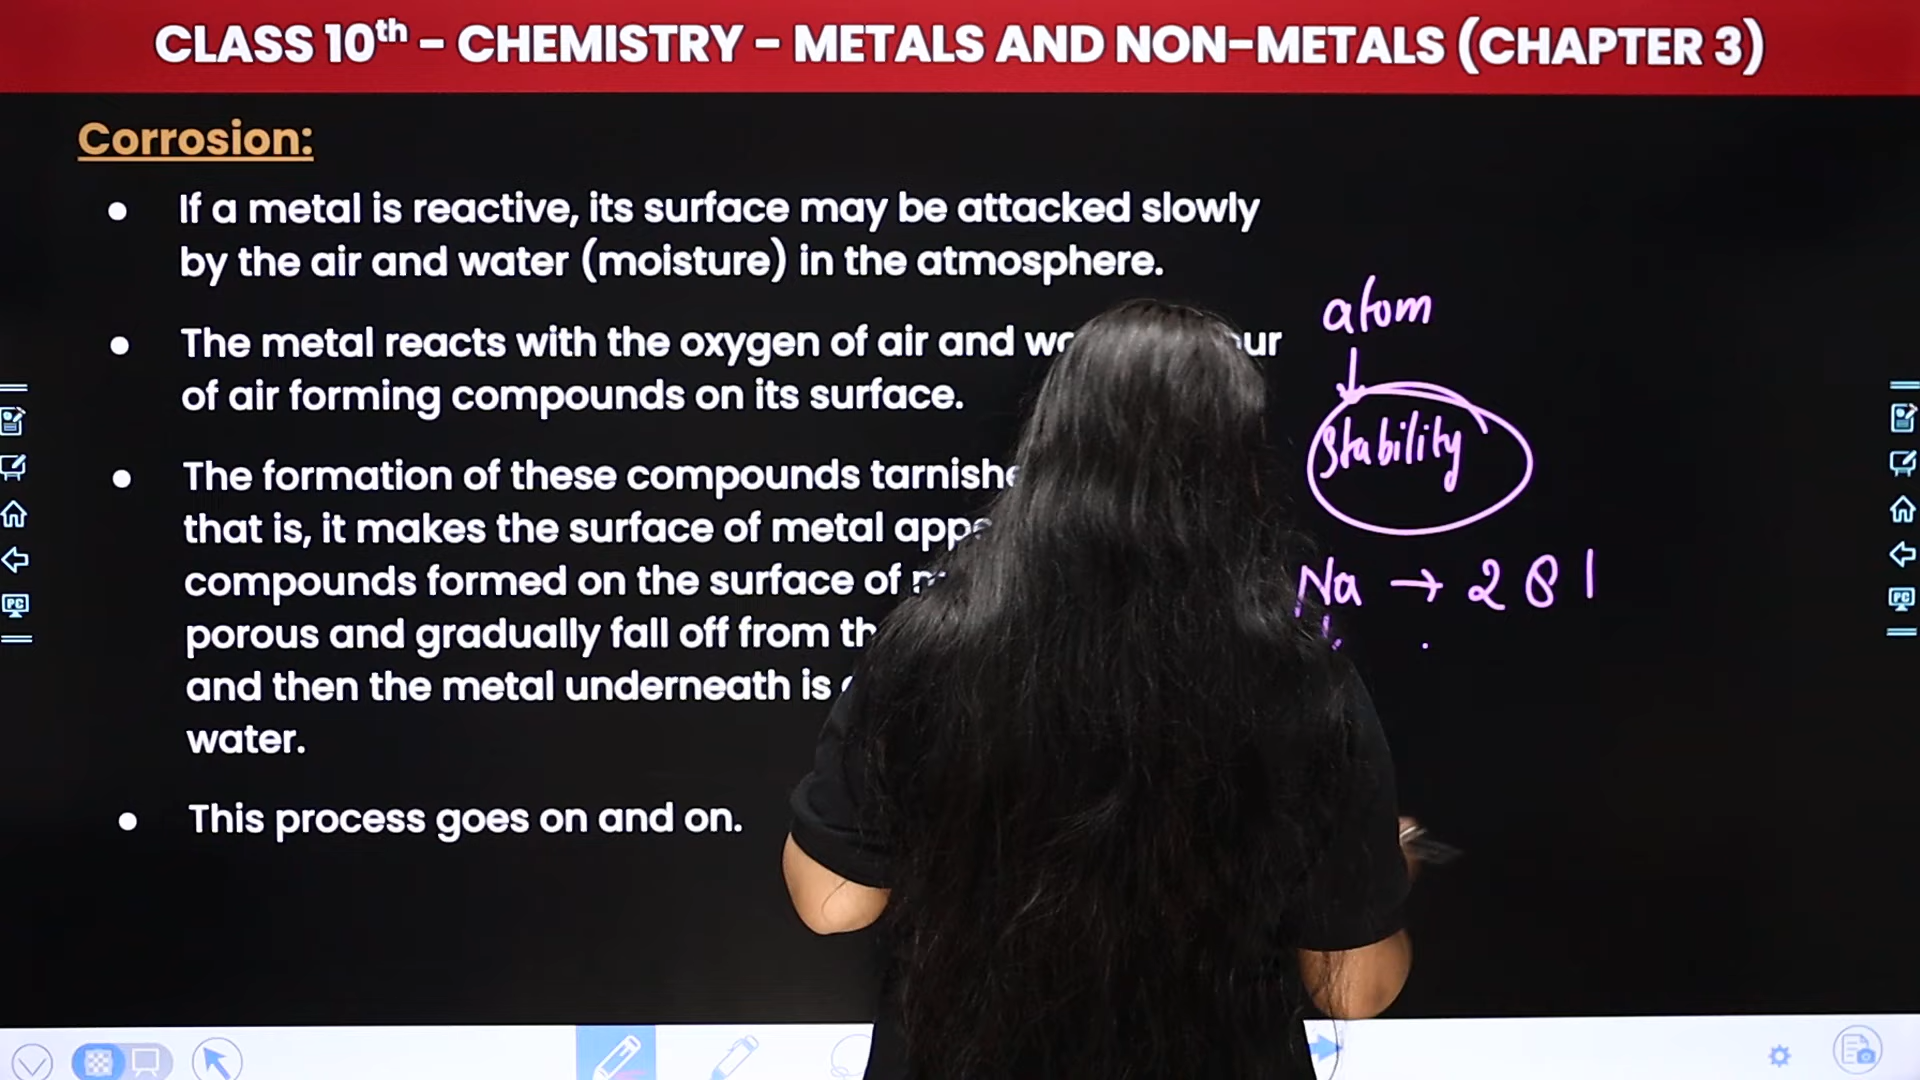 CLASS 10th - CHEMISTRY - METALS AND NON-METALS (CHAPTER 3)
Corrosion:
● If a metal is reactive, its surface may be attacked slowly
by the air and water (moisture) in the atmosphere.
● The metal reacts with the oxygen of air and
of air forming compounds on its surface.
● The formation of these compounds
that is, it makes the surface of metal
compounds formed on the surface of
porous and gradually fall off from
and then the metal underneath is
water.
● This process goes on and on.
atom
↓
Stability
Na → 2 8 1
PC
PC